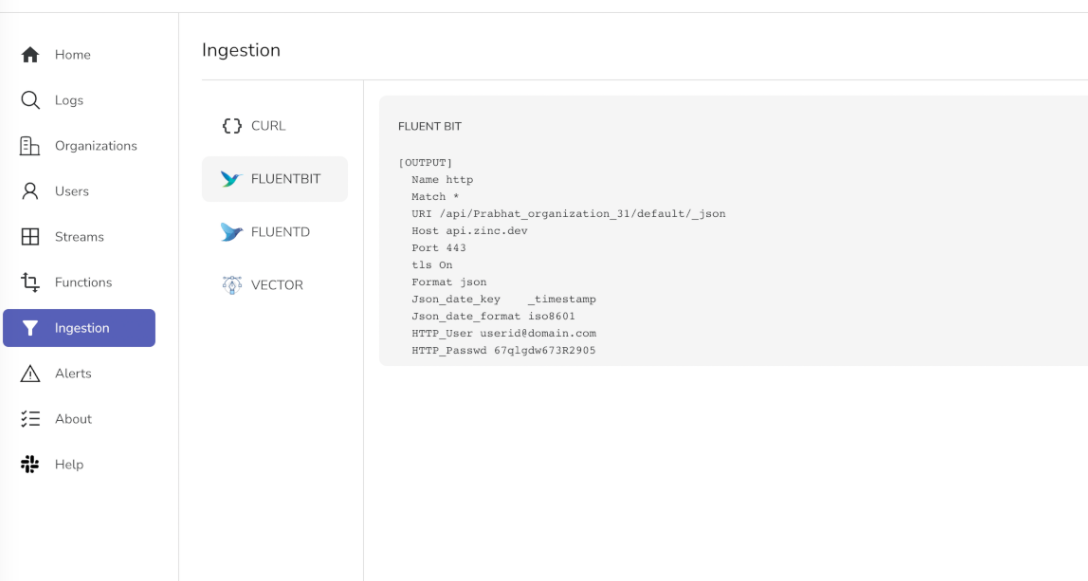 Home
Logs
Organizations
Users
Streams
Functions
Ingestion
Alerts
About
Help
Ingestion
CURL
FLUENTBIT
FLUENTD
VECTOR
FLUENT BIT
[OUTPUT]
Name http
Match *
URI /api/Prabhat_organization_31/default/_json
Host api.zinc.dev
Port 443
tls On
Format json
Json_date_key    _timestamp
Json_date_format iso8601
HTTP_User userid@domain.com
HTTP_Passwd 67qlgdw673R2905